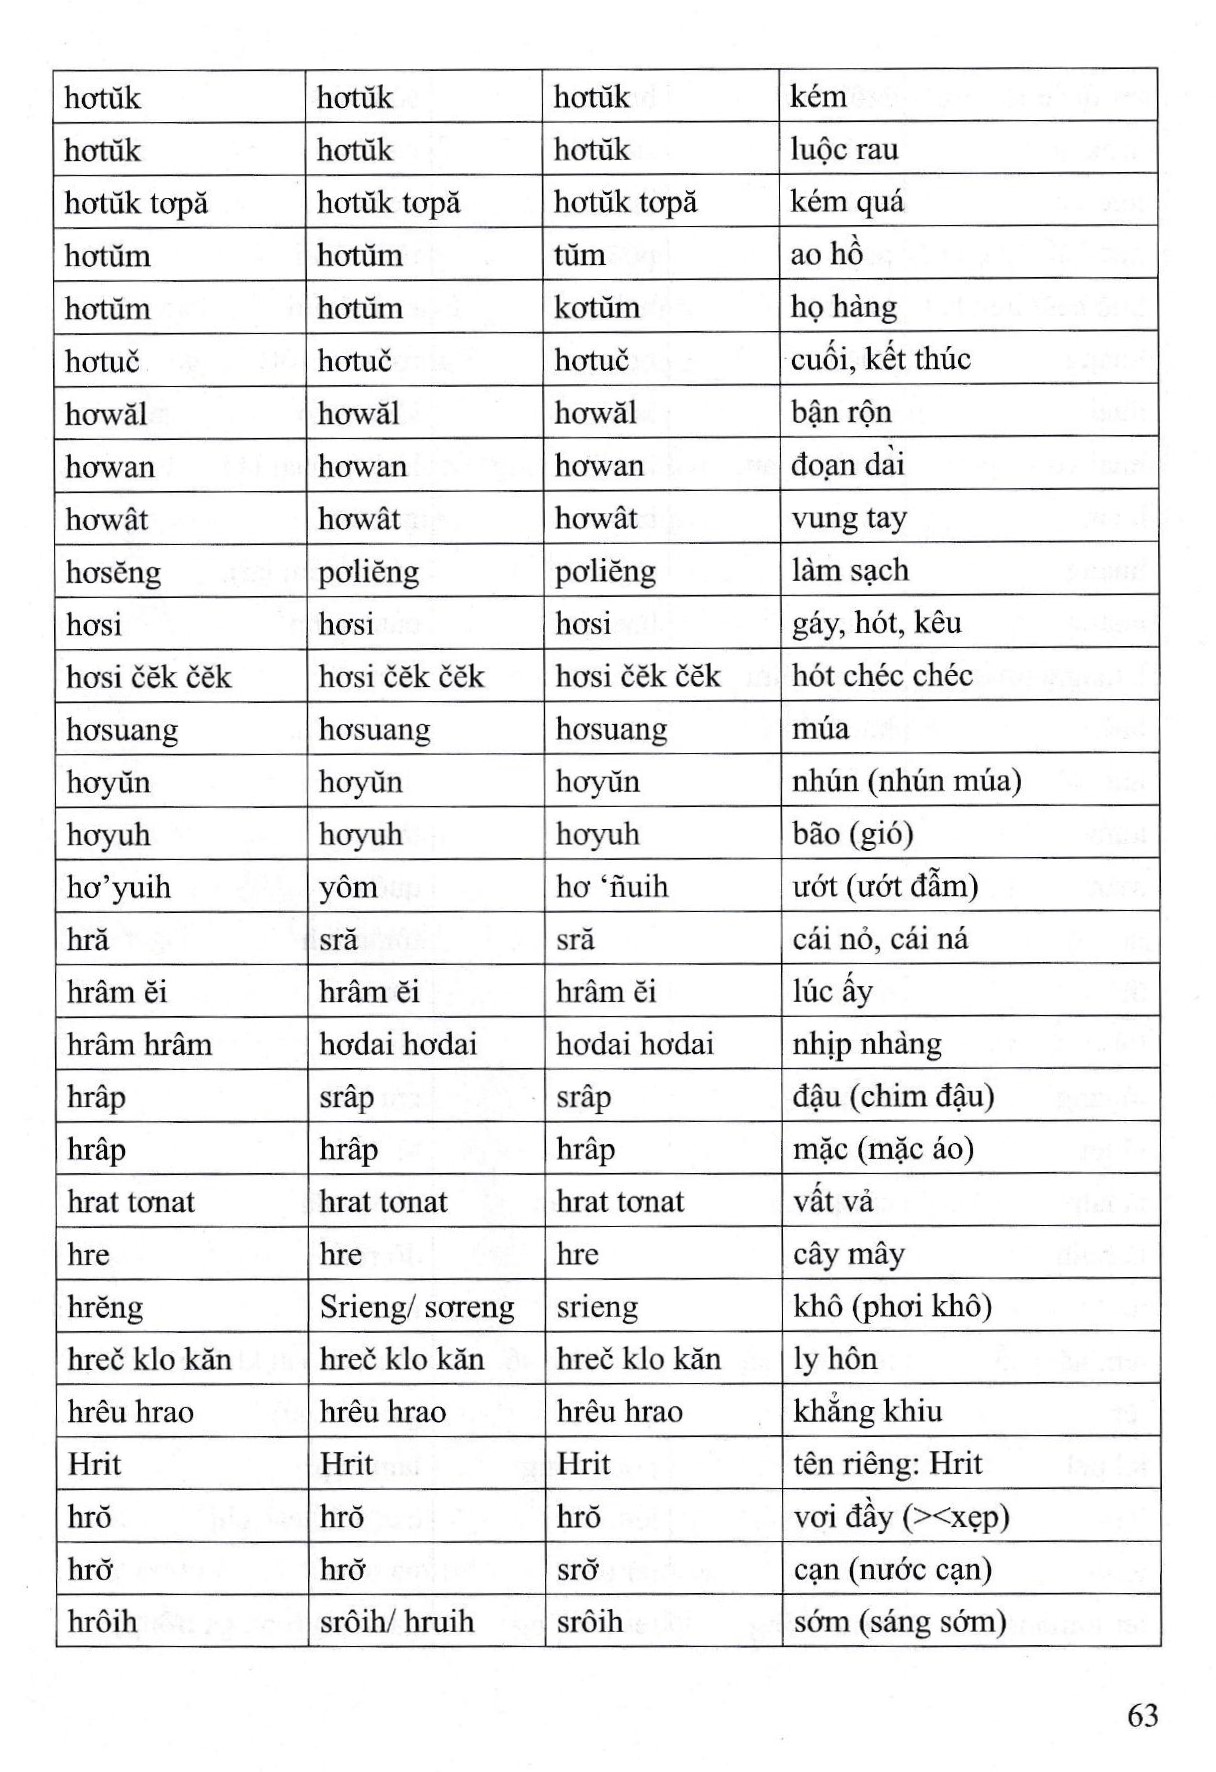 hơtŭk hơtŭk hơtŭk kém
hơtŭk hơtŭk hơtŭk luộc rau
hơtŭk tơpă hơtŭk tơpă hơtŭk tơpă kém quá
hơtŭm hơtŭm tŭm ao hồ
hơtŭm hơtŭm kơtŭm họ hàng
hơtuč hơtuč hơtuč cuối, kết thúc
hơwăl hơwăl hơwăl bận rộn
hơwan hơwan hơwan đoạn dài
hơwât hơwât hơwât vung tay
hơsĕng pơliĕng pơliĕng làm sạch
hơsi hơsi hơsi gáy, hót, kêu
hơsi čĕk čĕk hơsi čĕk čĕk hơsi čĕk čĕk hót chéc chéc
hơsuang hơsuang hơsuang múa
hơyŭn hơyŭn hơyŭn nhún (nhún múa)
hơyuh hơyuh hơyuh bão (gió)
hơ’yuih yôm hơ ‘ñuih ướt (ướt đẫm)
hră sră sră cái nỏ, cái ná
hrâm ĕi hrâm ĕi hrâm ĕi lúc ấy
hrâm hrâm hơdai hơdai hơdai hơdai nhịp nhàng
hrâp srâp srâp đậu (chim đậu)
hrâp hrâp hrâp mặc (mặc áo)
hrat tơnat hrat tơnat hrat tơnat vất vả
hre hre hre cây mây
hrĕng Srieng/ sơreng srieng khô (phơi khô)
hreč klo kăn hreč klo kăn hreč klo kăn ly hôn
hrêu hrao hrêu hrao hrêu hrao khẳng khiu
Hrit Hrit Hrit tên riêng: Hrit
hrŏ hrŏ hrŏ vơi đầy (><xẹp)
hrơ̆ hrơ̆ srơ̆ cạn (nước cạn)
hrôih srôih/ hruih srôih sớm (sáng sớm)
63